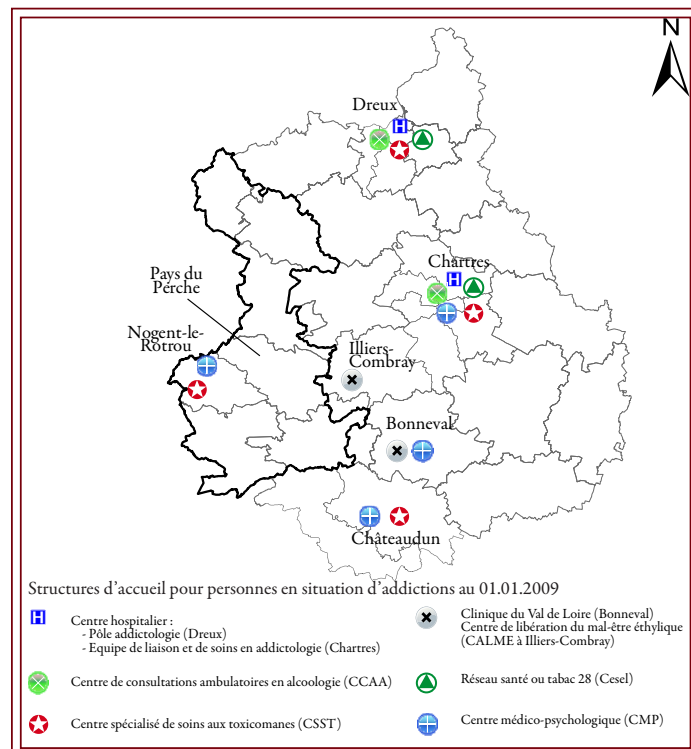 N
Dreux
Chartres
Pays du
Perche
Nogent-le-
Rotrou
Illiers-
Combray
Bonneval
Châteaudun
Structures d'accueil pour personnes en situation d'addictions au 01.01.2009
H
Centre hospitalier :
- Pôle addictologie (Dreux)
- Equipe de liaison et de soins en addictologie (Chartres)
Clinique du Val de Loire (Bonneval)
Centre de libération du mal-être éthylique
(CALME à Illiers-Combray)
Centre de consultations ambulatoires en alcoologie (CCAA)
Réseau santé ou tabac 28 (Cesel)
Centre spécialisé de soins aux toxicomanes (CSST)
Centre médico-psychologique (CMP)